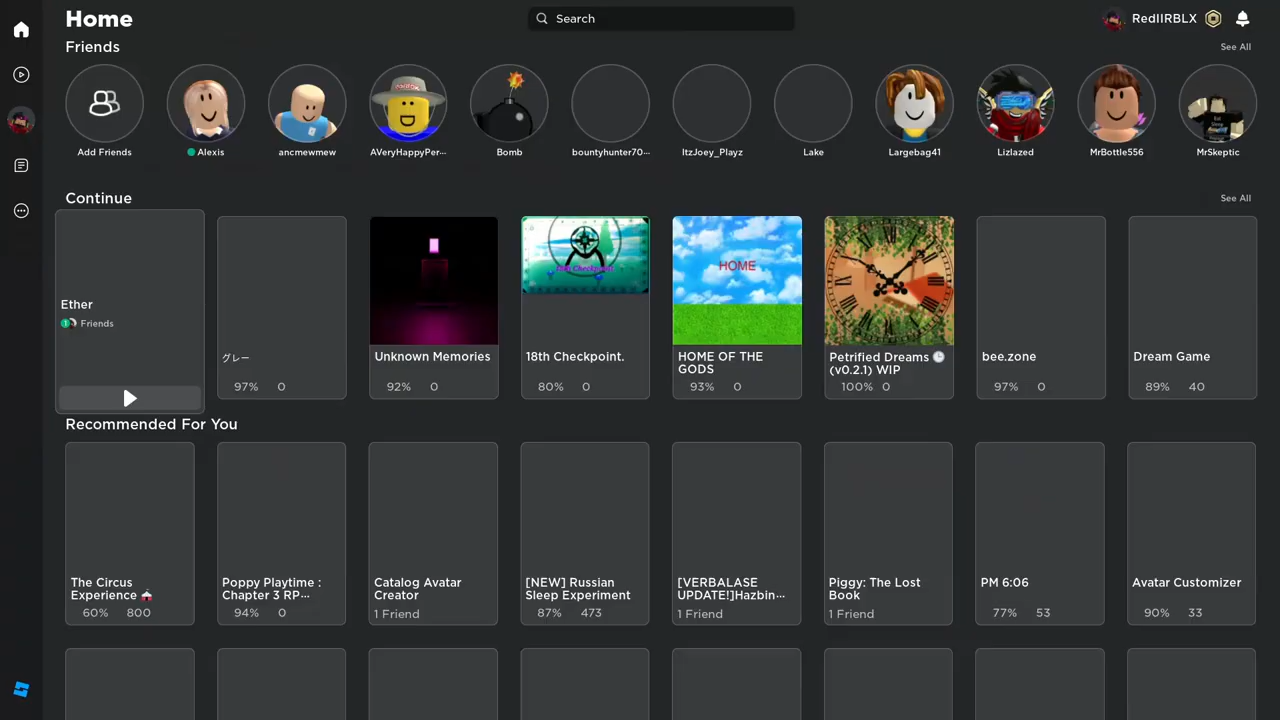 Home
Search
RedIIRBLX
Friends
See All
Add Friends
Alexis
ancmewmew
AVeryHappyPer...
Bomb
bountyhunter70...
ItzJoey_Playz
Lake
Largebag41
Lizlazed
MrBottle556
MrSkeptic
Continue
See All
Ether
1 Friends
グレー
97% 0
Unknown Memories
92% 0
18th Checkpoint.
80% 0
HOME
HOME OF THE
GODS
93% 0
Petrified Dreams 🕒
(v0.2.1) WIP
100% 0
bee.zone
97% 0
Dream Game
89% 40
Recommended For You
The Circus
Experience 🎪
60% 800
Poppy Playtime :
Chapter 3 RP...
94% 0
Catalog Avatar
Creator
1 Friend
[NEW] Russian
Sleep Experiment
87% 473
[VERBALASE
UPDATE!]Hazbin...
1 Friend
Piggy: The Lost
Book
1 Friend
PM 6:06
77% 53
Avatar Customizer
90% 33